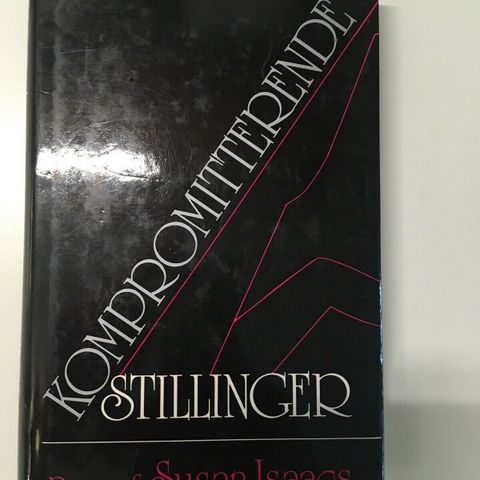 KOMPROMITTERENDE
STILLINGER
Susan Isaacs